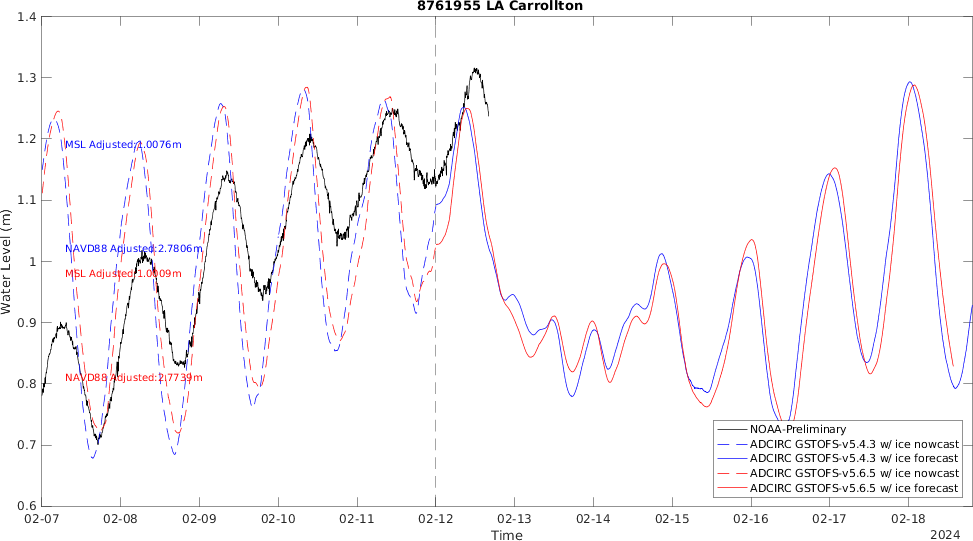 8761955 LA Carrollton
1.4
1.3
1.2
1.1
1
0.9
0.8
0.7
0.6
Water Level (m)
MSL Adjusted:1.0076m
NAVD88 Adjusted:2.7806m
MSL Adjusted:1.0009m
NAVD88 Adjusted:2.7739m
NOAA-Preliminary
ADCIRC GSTOFS-v5.4.3 w/ ice nowcast
ADCIRC GSTOFS-v5.4.3 w/ ice forecast
ADCIRC GSTOFS-v5.6.5 w/ ice nowcast
ADCIRC GSTOFS-v5.6.5 w/ ice forecast
02-07 02-08 02-09 02-10 02-11 02-12 02-13 02-14 02-15 02-16 02-17 02-18
Time
2024